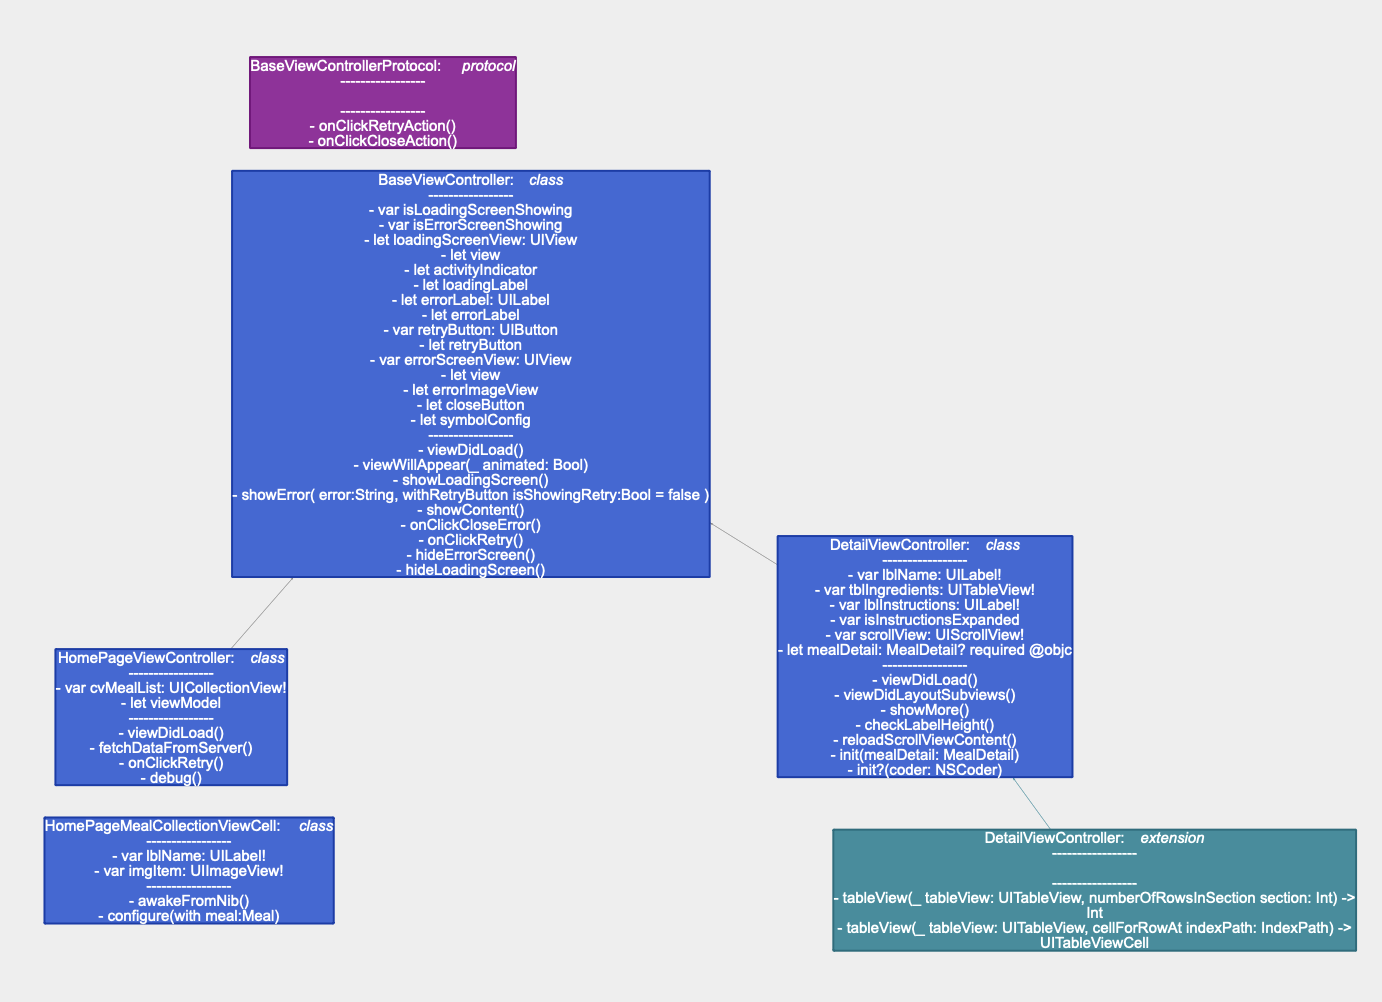 BaseViewControllerProtocol: protocol
-----------------
-----------------
- onClickRetryAction()
- onClickCloseAction()
BaseViewController: class
-----------------
- var isLoadingScreenShowing
- var isErrorScreenShowing
- let loadingScreenView: UIView
- let view
- let activityIndicator
- let loadingLabel
- let errorLabel: UILabel
- let errorLabel
- var retryButton: UIButton
- let retryButton
- var errorScreenView: UIView
- let view
- let errorImageView
- let closeButton
- let symbolConfig
-----------------
- viewDidLoad()
- viewWillAppear(_ animated: Bool)
- showLoadingScreen()
- showError( error:String, withRetryButton isShowingRetry:Bool = false )
- showContent()
- onClickCloseError()
- onClickRetry()
- hideErrorScreen()
- hideLoadingScreen()
DetailViewController: class
-----------------
- var lblName: UILabel!
- var tblIngredients: UITableView!
- var lblInstructions: UILabel!
- var isInstructionsExpanded
- var scrollView: UIScrollView!
- let mealDetail: MealDetail? required @objc
-----------------
- viewDidLoad()
- viewDidLayoutSubviews()
- showMore()
- checkLabelHeight()
- reloadScrollViewContent()
- init(mealDetail: MealDetail)
- init?(coder: NSCoder)
HomePageViewController: class
-----------------
- var cvMealList: UICollectionView!
- let viewModel
-----------------
- viewDidLoad()
- fetchDataFromServer()
- onClickRetry()
- debug()
HomePageMealCollectionViewCell: class
-----------------
- var lblName: UILabel!
- var imgItem: UIImageView!
-----------------
- awakeFromNib()
- configure(with meal:Meal)
DetailViewController: extension
-----------------
-----------------
- tableView(_ tableView: UITableView, numberOfRowsInSection section: Int) ->
Int
- tableView(_ tableView: UITableView, cellForRowAt indexPath: IndexPath) ->
UITableViewCell